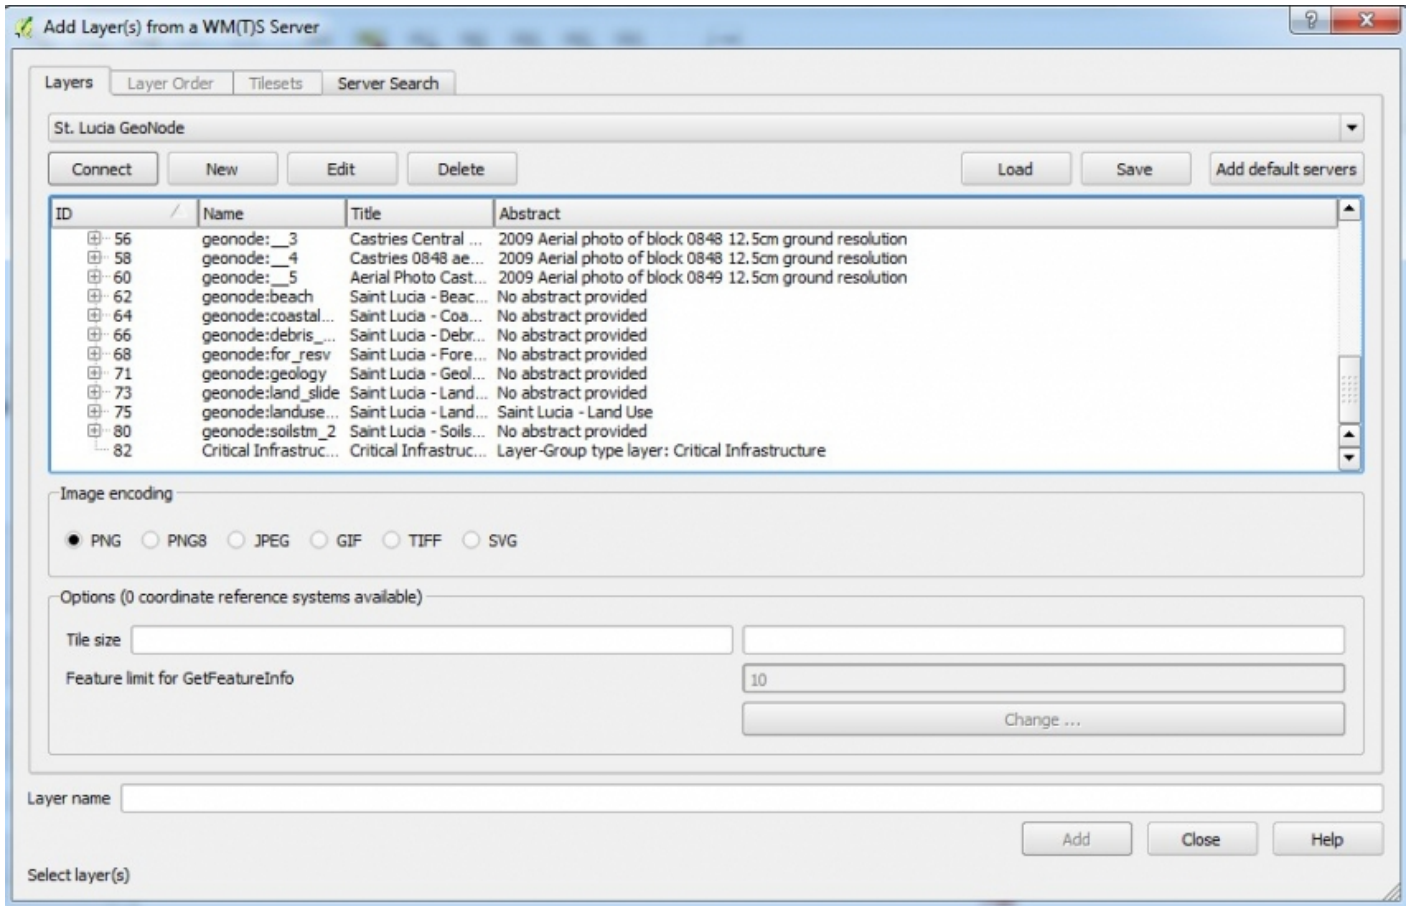 Add Layer(s) from a WM(T)S Server
Layers Layer Order Tilesets Server Search
St. Lucia GeoNode
Connect New Edit Delete Load Save Add default servers
ID Name Title Abstract
56 geonode:__3 Castries Central ... 2009 Aerial photo of block 0848 12.5cm ground resolution
58 geonode:__4 Castries 0848 ae... 2009 Aerial photo of block 0848 12.5cm ground resolution
60 geonode:__5 Aerial Photo Cast... 2009 Aerial photo of block 0849 12.5cm ground resolution
62 geonode:beach Saint Lucia - Beac... No abstract provided
64 geonode:coastal... Saint Lucia - Coa... No abstract provided
66 geonode:debris_... Saint Lucia - Debr... No abstract provided
68 geonode:for_resv Saint Lucia - Fore... No abstract provided
71 geonode:geology Saint Lucia - Geol... No abstract provided
73 geonode:land_slide Saint Lucia - Land... No abstract provided
75 geonode:landuse... Saint Lucia - Land... Saint Lucia - Land Use
80 geonode:soilstm_2 Saint Lucia - Soils... No abstract provided
82 Critical Infrastruc... Critical Infrastruc... Layer-Group type layer: Critical Infrastructure
Image encoding
PNG PNG8 JPEG GIF TIFF SVG
Options (0 coordinate reference systems available)
Tile size
Feature limit for GetFeatureInfo 10
Change ...
Layer name
Add Close Help
Select layer(s)